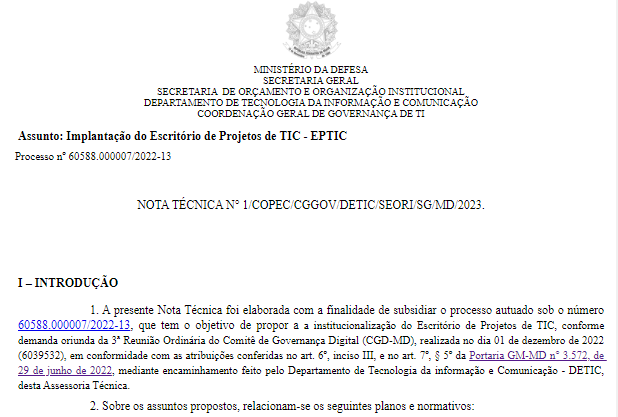 MINISTÉRIO DA DEFESA
SECRETARIA GERAL
SECRETARIA DE ORÇAMENTO E ORGANIZAÇÃO INSTITUCIONAL
DEPARTAMENTO DE TECNOLOGIA DA INFORMAÇÃO E COMUNICAÇÃO
COORDENAÇÃO GERAL DE GOVERNANÇA DE TI
Assunto: Implantação do Escritório de Projetos de TIC - EPTIC
Processo nº 60588.000007/2022-13
NOTA TÉCNICA Nº 1/COPEC/CGGOV/DETIC/SEORI/SG/MD/2023.
I – INTRODUÇÃO
1. A presente Nota Técnica foi elaborada com a finalidade de subsidiar o processo autuado sob o número
60588.000007/2022-13, que tem o objetivo de propor a a institucionalização do Escritório de Projetos de TIC, conforme
demanda oriunda da 3ª Reunião Ordinária do Comitê de Governança Digital (CGD-MD), realizada no dia 01 de dezembro de 2022
(6039532), em conformidade com as atribuições conferidas no art. 6º, inciso III, e no art. 7º, § 5º da Portaria GM-MD nº 3.572, de
29 de junho de 2022, mediante encaminhamento feito pelo Departamento de Tecnologia da informação e Comunicação - DETIC,
desta Assessoria Técnica.
2. Sobre os assuntos propostos, relacionam-se os seguintes planos e normativos: